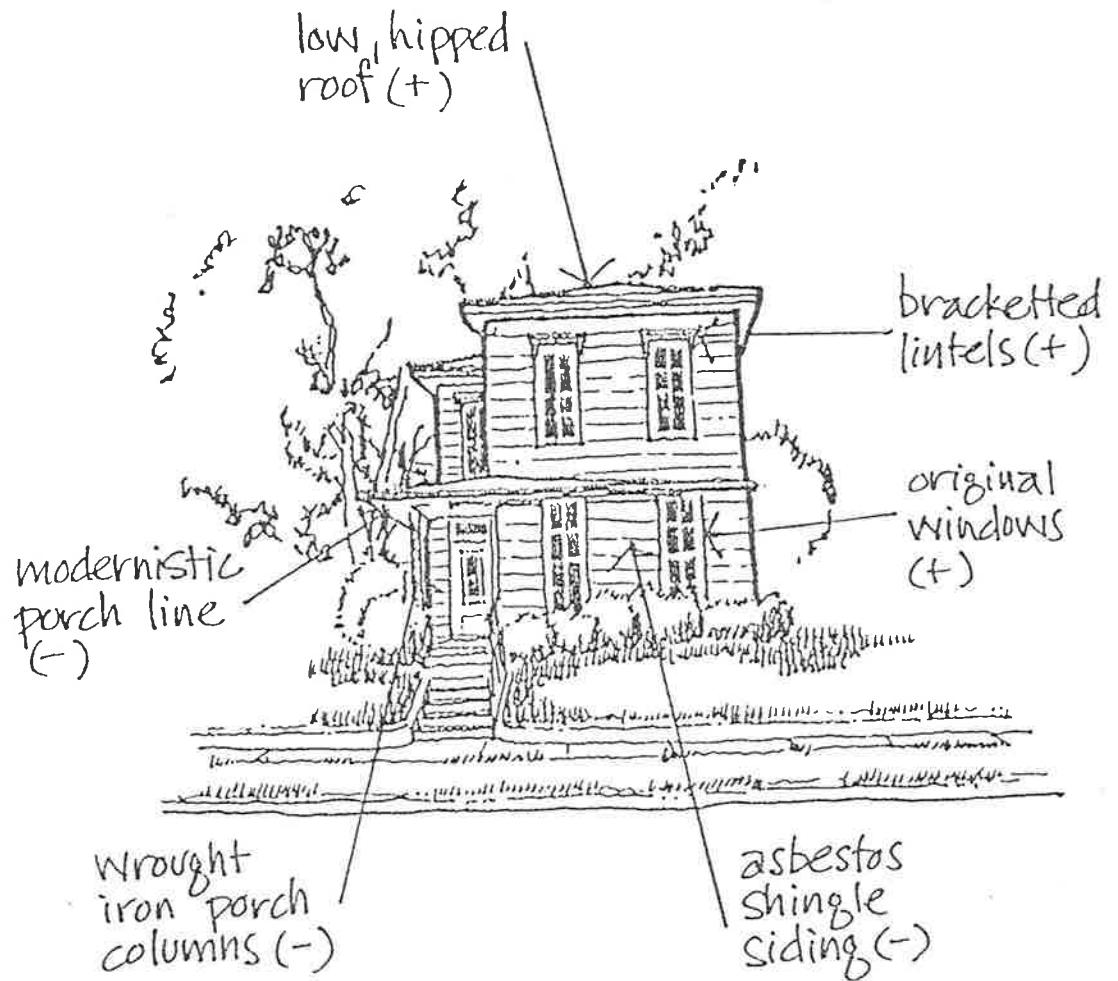 low, hipped
roof (+)
bracketted
lintels (+)
original
windows
(+)
modernistic
porch line
(-)
wrought
iron porch
columns (-)
asbestos
shingle
siding (-)